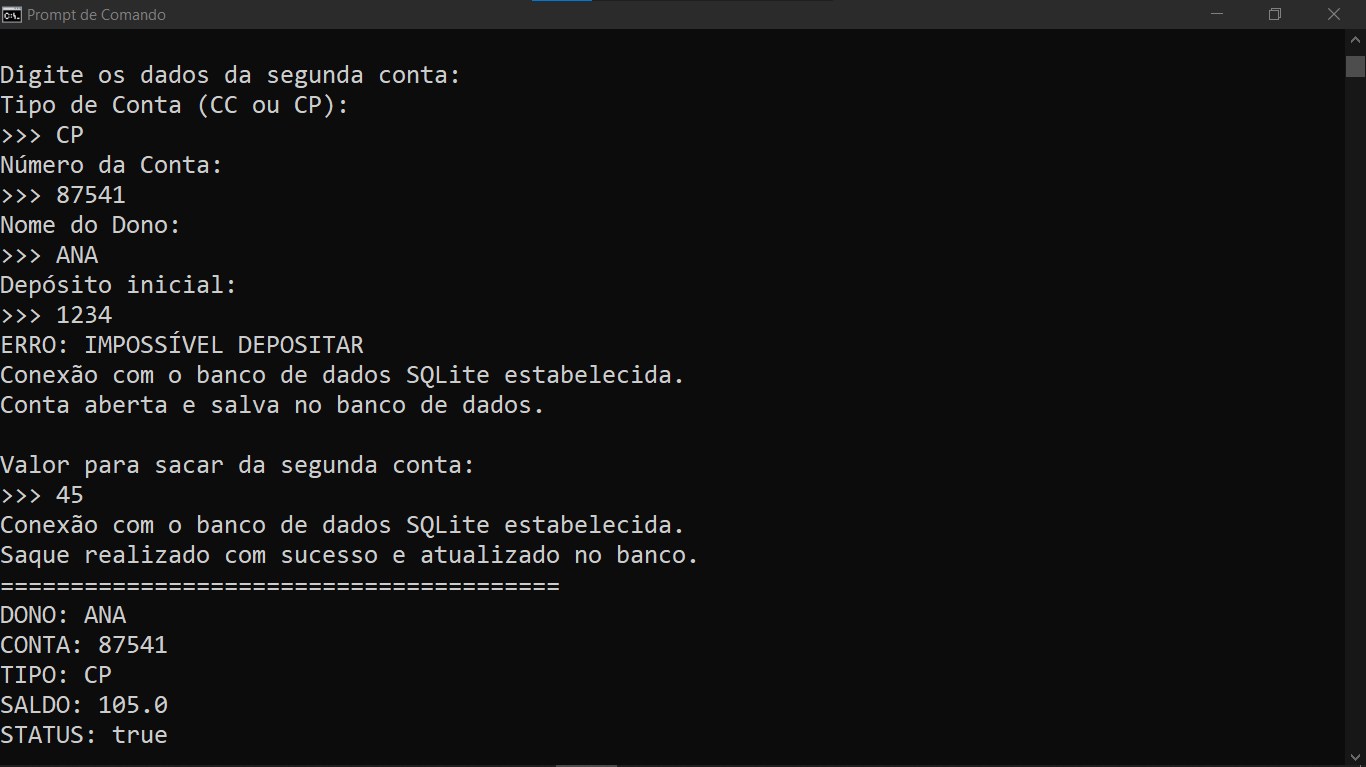 Prompt de Comando
Digite os dados da segunda conta:
Tipo de Conta (CC ou CP):
>>> CP
Número da Conta:
>>> 87541
Nome do Dono:
>>> ANA
Depósito inicial:
>>> 1234
ERRO: IMPOSSÍVEL DEPOSITAR
Conexão com o banco de dados SQLite estabelecida.
Conta aberta e salva no banco de dados.
Valor para sacar da segunda conta:
>>> 45
Conexão com o banco de dados SQLite estabelecida.
Saque realizado com sucesso e atualizado no banco.
========================================
DONO: ANA
CONTA: 87541
TIPO: CP
SALDO: 105.0
STATUS: true